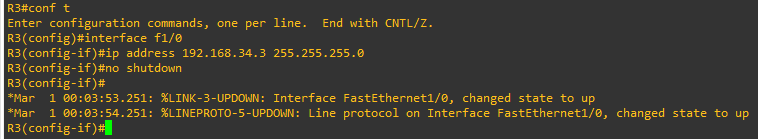 R3#conf t
Enter configuration commands, one per line.  End with CNTL/Z.
R3(config)#interface f1/0
R3(config-if)#ip address 192.168.34.3 255.255.255.0
R3(config-if)#no shutdown
R3(config-if)#
*Mar  1 00:03:53.251: %LINK-3-UPDOWN: Interface FastEthernet1/0, changed state to up
*Mar  1 00:03:54.251: %LINEPROTO-5-UPDOWN: Line protocol on Interface FastEthernet1/0, changed state to up
R3(config-if)#